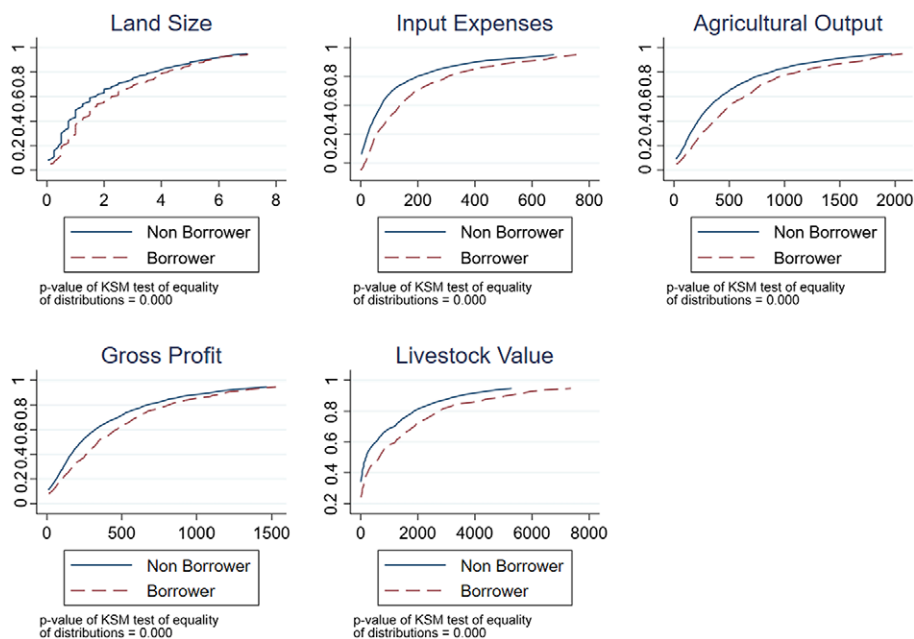 Land Size
0 0.2 0.4 0.6 0.8 1
0 2 4 6 8
Non Borrower
Borrower
p-value of KSM test of equality
of distributions = 0.000
Input Expenses
0 0.2 0.4 0.6 0.8 1
0 200 400 600 800
Non Borrower
Borrower
p-value of KSM test of equality
of distributions = 0.000
Agricultural Output
0 0.2 0.4 0.6 0.8 1
0 500 1000 1500 2000
Non Borrower
Borrower
p-value of KSM test of equality
of distributions = 0.000
Gross Profit
0 0.2 0.4 0.6 0.8 1
0 500 1000 1500
Non Borrower
Borrower
p-value of KSM test of equality
of distributions = 0.000
Livestock Value
0.2 0.4 0.6 0.8 1
0 2000 4000 6000 8000
Non Borrower
Borrower
p-value of KSM test of equality
of distributions = 0.000